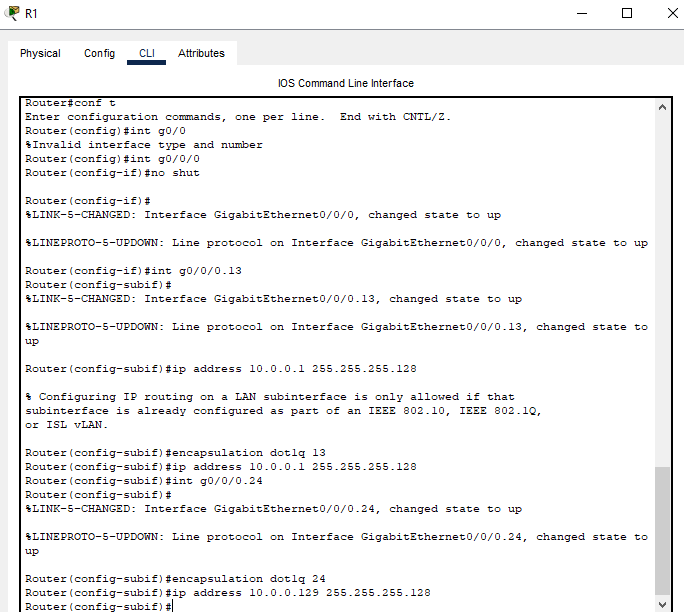 R1
Physical Config CLI Attributes
IOS Command Line Interface
Router#conf t
Enter configuration commands, one per line.  End with CNTL/Z.
Router(config)#int g0/0
%Invalid interface type and number
Router(config)#int g0/0/0
Router(config-if)#no shut
Router(config-if)#
%LINK-5-CHANGED: Interface GigabitEthernet0/0/0, changed state to up
%LINEPROTO-5-UPDOWN: Line protocol on Interface GigabitEthernet0/0/0, changed state to up
Router(config-if)#int g0/0/0.13
Router(config-subif)#
%LINK-5-CHANGED: Interface GigabitEthernet0/0/0.13, changed state to up
%LINEPROTO-5-UPDOWN: Line protocol on Interface GigabitEthernet0/0/0.13, changed state to
up
Router(config-subif)#ip address 10.0.0.1 255.255.255.128
% Configuring IP routing on a LAN subinterface is only allowed if that
subinterface is already configured as part of an IEEE 802.10, IEEE 802.1Q,
or ISL vLAN.
Router(config-subif)#encapsulation dot1q 13
Router(config-subif)#ip address 10.0.0.1 255.255.255.128
Router(config-subif)#int g0/0/0.24
Router(config-subif)#
%LINK-5-CHANGED: Interface GigabitEthernet0/0/0.24, changed state to up
%LINEPROTO-5-UPDOWN: Line protocol on Interface GigabitEthernet0/0/0.24, changed state to
up
Router(config-subif)#encapsulation dot1q 24
Router(config-subif)#ip address 10.0.0.129 255.255.255.128
Router(config-subif)#